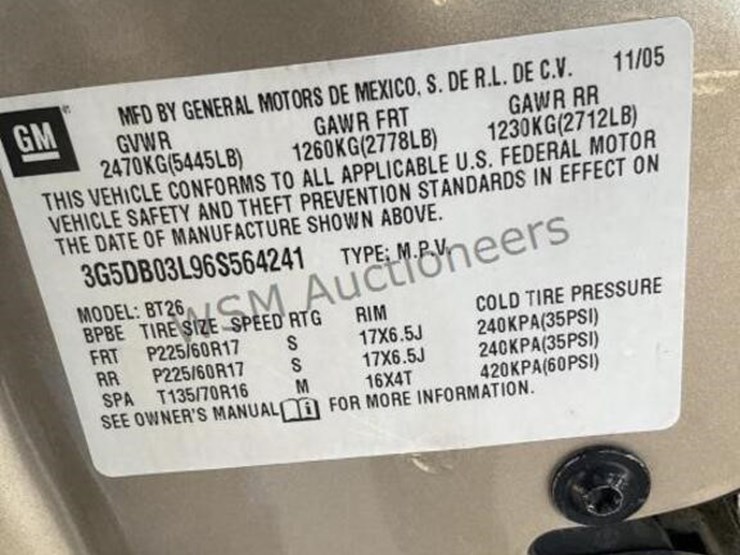 GM
MFD BY GENERAL MOTORS DE MEXICO, S. DE R.L. DE C.V. 11/05
GVWR GAWR FRT GAWR RR
2470KG(5445LB) 1260KG(2778LB) 1230KG(2712LB)
THIS VEHICLE CONFORMS TO ALL APPLICABLE U.S. FEDERAL MOTOR
VEHICLE SAFETY AND THEFT PREVENTION STANDARDS IN EFFECT ON
THE DATE OF MANUFACTURE SHOWN ABOVE.
3G5DB03L96S564241 TYPE: M.P.V.
WSM Auctioneers
MODEL: BT26
BPBE TIRE SIZE SPEED RTG RIM COLD TIRE PRESSURE
FRT P225/60R17 S 17X6.5J 240KPA(35PSI)
RR P225/60R17 S 17X6.5J 240KPA(35PSI)
SPA T135/70R16 M 16X4T 420KPA(60PSI)
SEE OWNER'S MANUAL i FOR MORE INFORMATION.